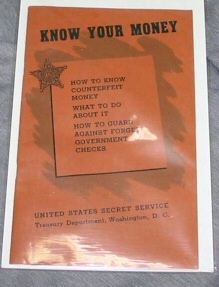 KNOW YOUR MONEY
HOW TO KNOW
COUNTERFEIT
MONEY
WHAT TO DO
ABOUT IT
HOW TO GUARD
AGAINST FORGED
GOVERNMENT
CHECKS
UNITED STATES SECRET SERVICE
Treasury Department, Washington, D. C.